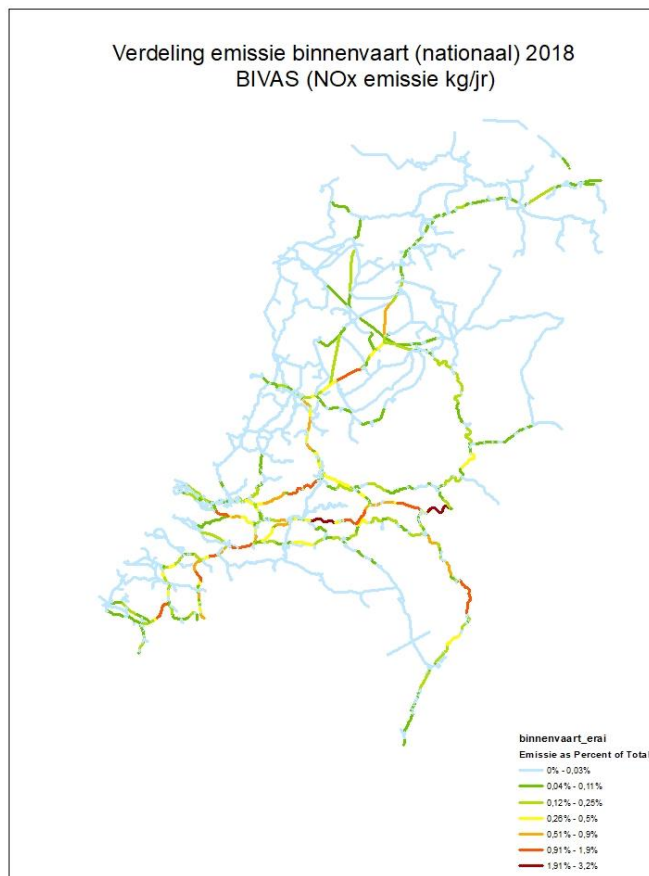 Verdeling emissie binnenvaart (nationaal) 2018
BIVAS (NOx emissie kg/jr)
binnenvaart_erai
Emissie as Percent of Total
0% - 0,03%
0,04% - 0,11%
0,12% - 0,25%
0,26% - 0,5%
0,51% - 0,9%
0,91% - 1,9%
1,91% - 3,2%